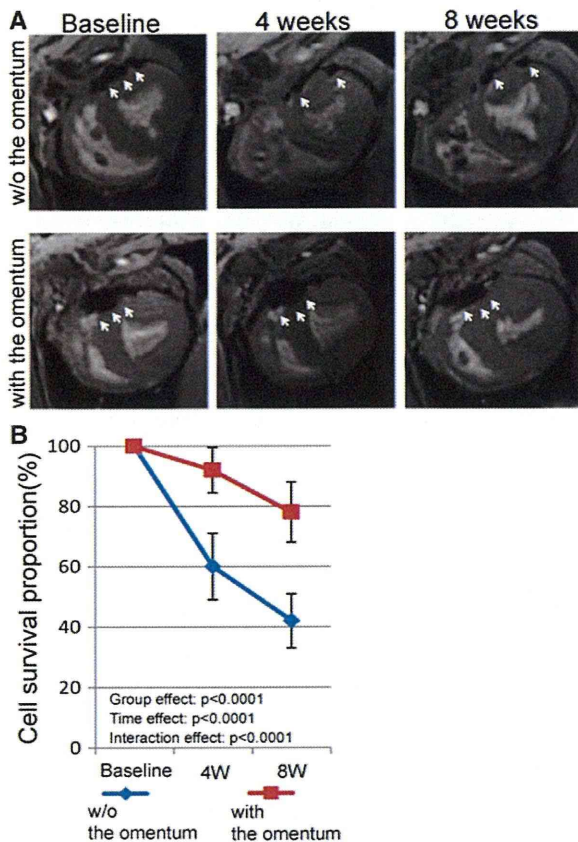 A
Baseline
4 weeks
8 weeks
w/o the omentum
with the omentum
B
Cell survival proportion(%)
100
80
60
40
20
0
Group effect: p<0.0001
Time effect: p<0.0001
Interaction effect: p<0.0001
Baseline
4W
8W
w/o
the omentum
with
the omentum